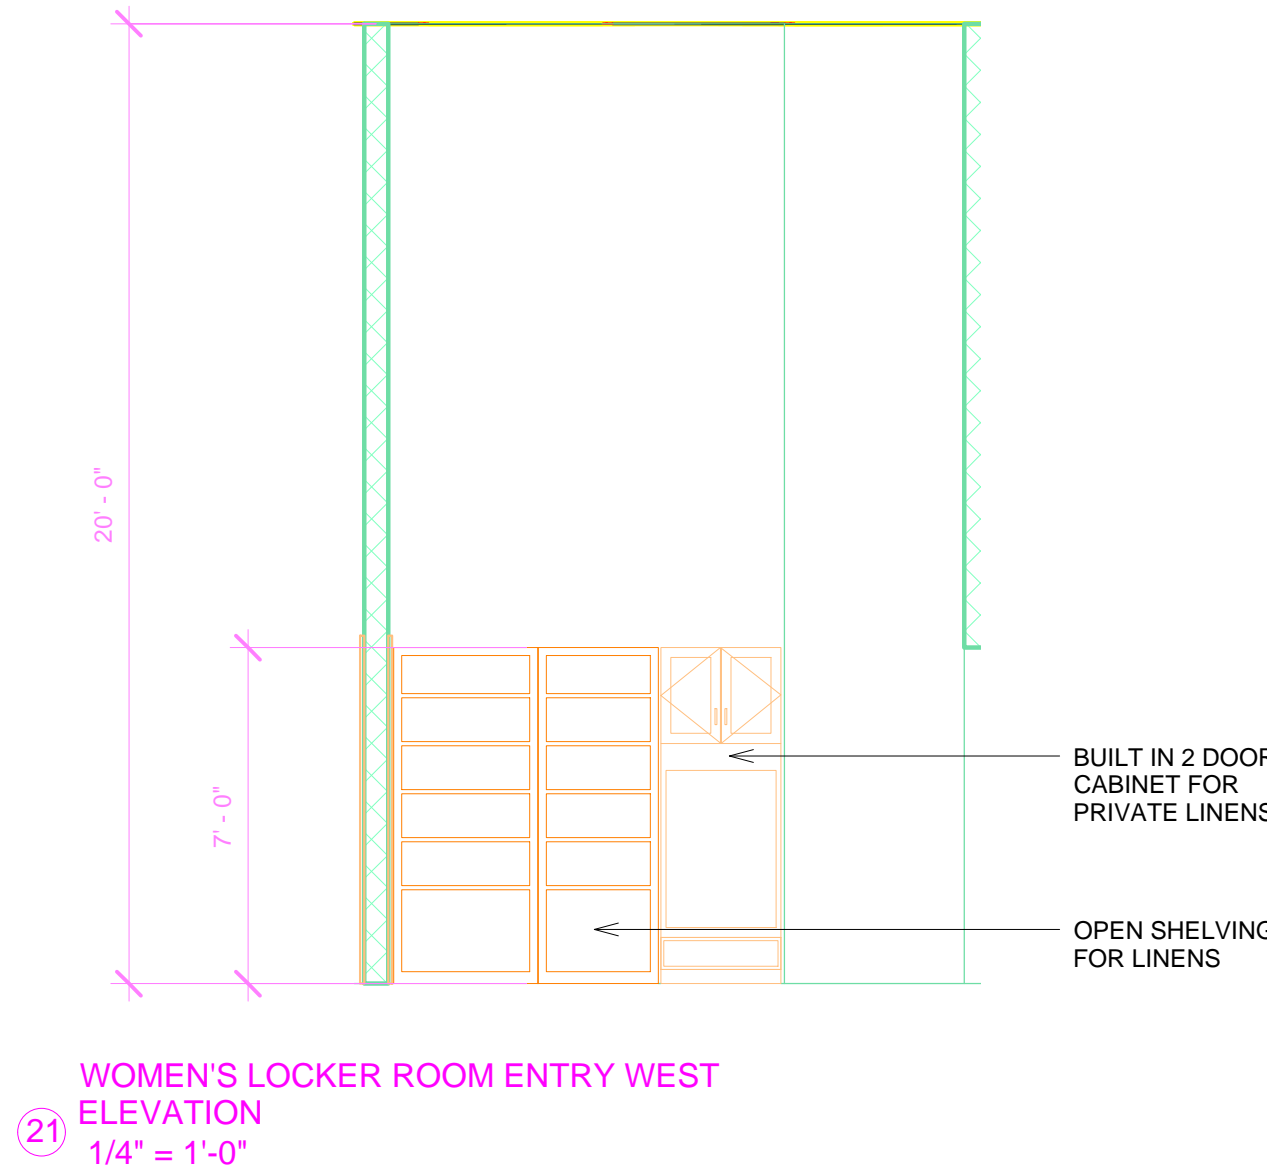 20' - 0"
7' - 0"
BUILT IN 2 DOOR
CABINET FOR
PRIVATE LINENS
OPEN SHELVING
FOR LINENS
WOMEN'S LOCKER ROOM ENTRY WEST
ELEVATION
21
1/4" = 1'-0"